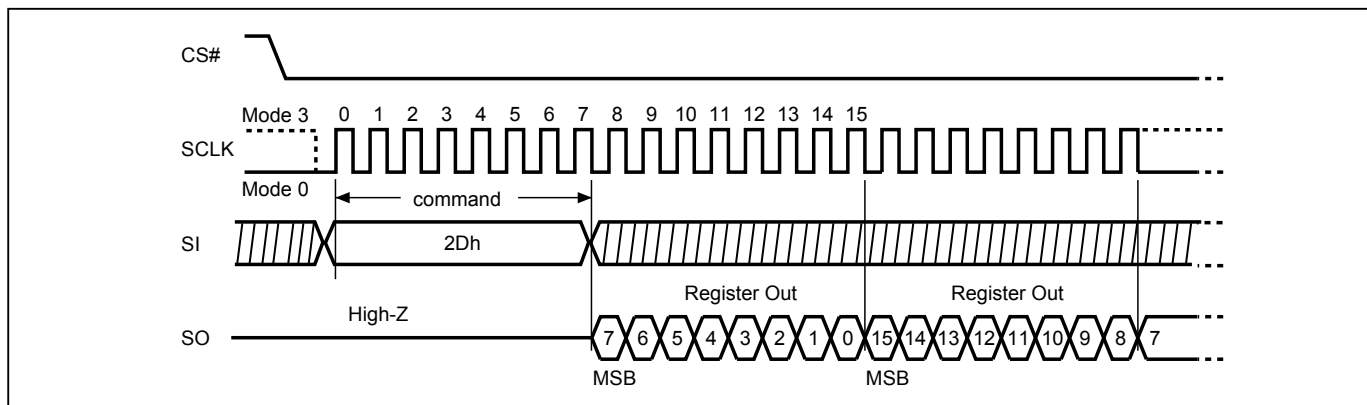 CS#
Mode 3 0 1 2 3 4 5 6 7 8 9 10 11 12 13 14 15
SCLK
Mode 0
command
SI 2Dh
Register Out Register Out
High-Z
SO 7 6 5 4 3 2 1 0 15 14 13 12 11 10 9 8 7
MSB MSB